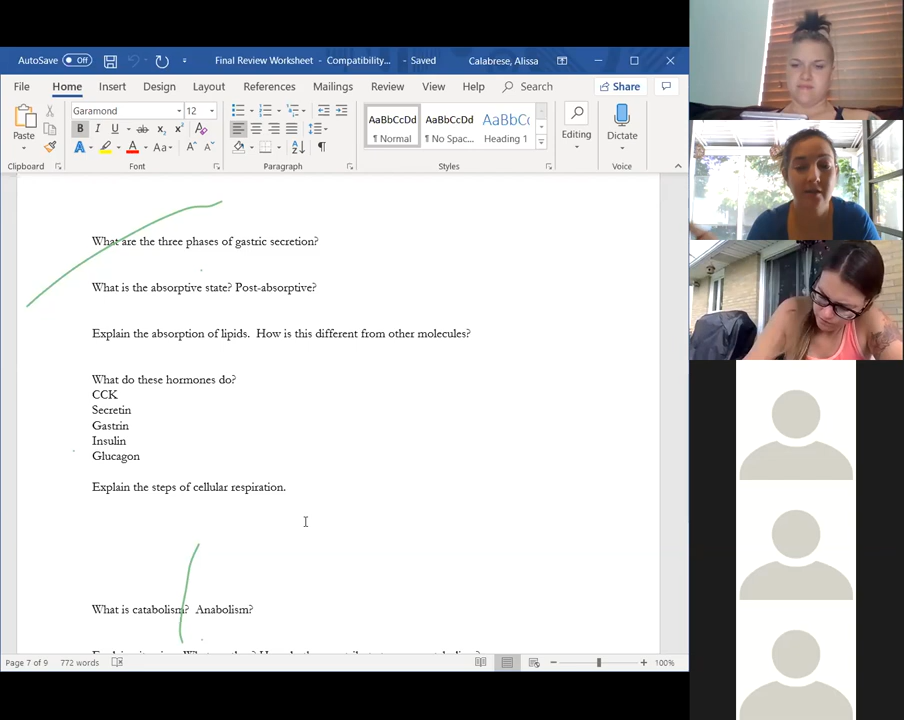 AutoSave Off Final Review Worksheet - Compatibility... - Saved Calabrese, Alissa
File Home Insert Design Layout References Mailings Review View Help Search Share
Garamond 12 AaBbCcDd AaBbCcDd AaBbCc
Paste B I U ab x₂ x² A A A ¶ ¶ Normal ¶ No Spac... Heading 1 Editing Dictate
Clipboard Font Paragraph Styles Voice
What are the three phases of gastric secretion?
What is the absorptive state? Post-absorptive?
Explain the absorption of lipids. How is this different from other molecules?
What do these hormones do?
CCK
Secretin
Gastrin
Insulin
Glucagon
Explain the steps of cellular respiration.
What is catabolism? Anabolism?
Page 7 of 9 772 words 100%